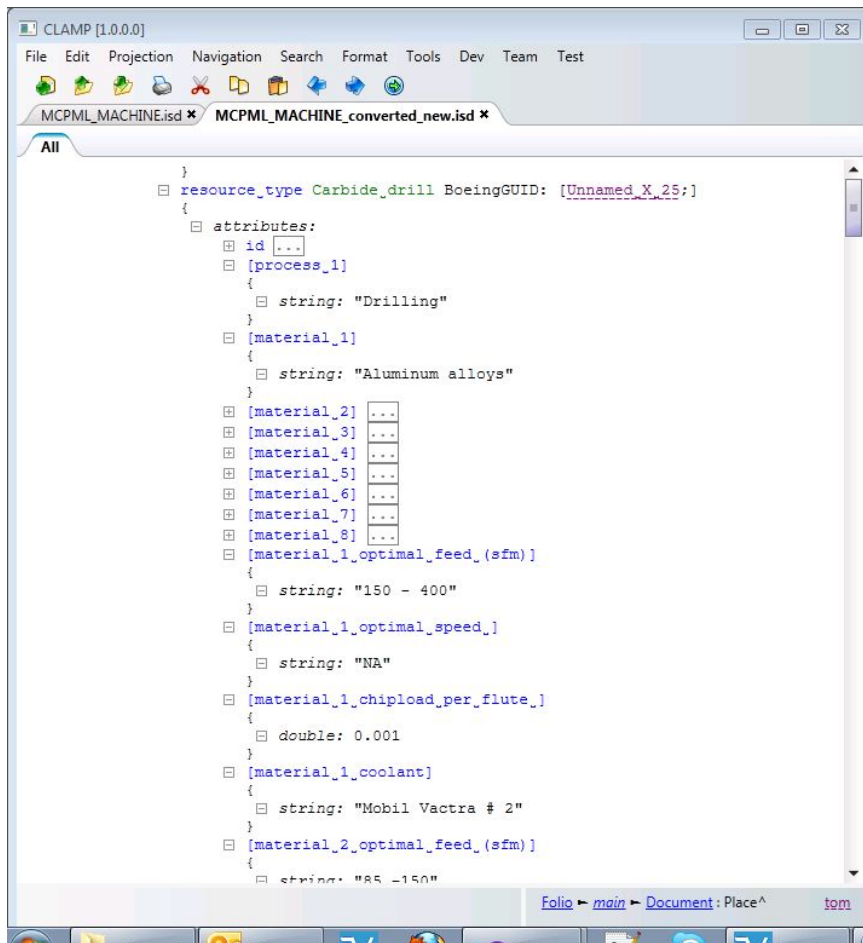 CLAMP [1.0.0.0]
File Edit Projection Navigation Search Format Tools Dev Team Test
MCPML_MACHINE.isd MCPML_MACHINE_converted_new.isd
All
}
resource_type Carbide_drill BoeingGUID: [Unnamed_X_25;]
{
attributes:
id ...
[process_1]
{
string: "Drilling"
}
[material_1]
{
string: "Aluminum alloys"
}
[material_2] ...
[material_3] ...
[material_4] ...
[material_5] ...
[material_6] ...
[material_7] ...
[material_8] ...
[material_1_optimal_feed_(sfm)]
{
string: "150 - 400"
}
[material_1_optimal_speed_]
{
string: "NA"
}
[material_1_chipload_per_flute_]
{
double: 0.001
}
[material_1_coolant]
{
string: "Mobil Vactra # 2"
}
[material_2_optimal_feed_(sfm)]
{
string: "85 -150"
Folio ► main ► Document : Place^ tom